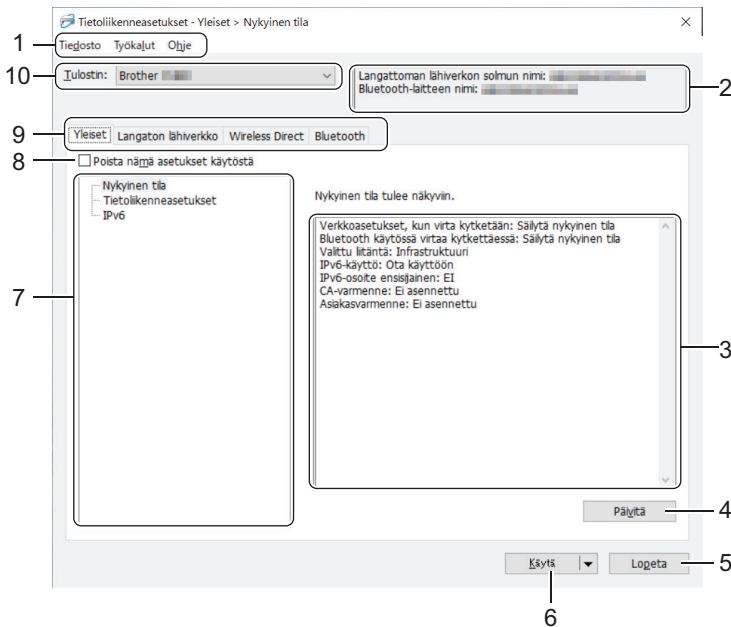 Tietoliikenneasetukset - Yleiset > Nykyinen tila
1
Tiedosto Työkalut Ohje
10
Tulostin: Brother
Langattoman lähiverkon solmun nimi:
Bluetooth-laitteen nimi:
2
9
Yleiset Langaton lähiverkko Wireless Direct Bluetooth
8
Poista nämä asetukset käytöstä
Nykyinen tila
Tietoliikenneasetukset
IPv6
7
Nykyinen tila tulee näkyviin.
Verkkoasetukset, kun virta kytketään: Säilytä nykyinen tila
Bluetooth käytössä virtaa kytkettäessä: Säilytä nykyinen tila
Valittu liitäntä: Infrastruktuuri
IPv6-käyttö: Ota käyttöön
IPv6-osoite ensisijainen: EI
CA-varmenne: Ei asennettu
Asiakasvarmenne: Ei asennettu
3
Päivitä
4
Käytä
Lopeta
5
6